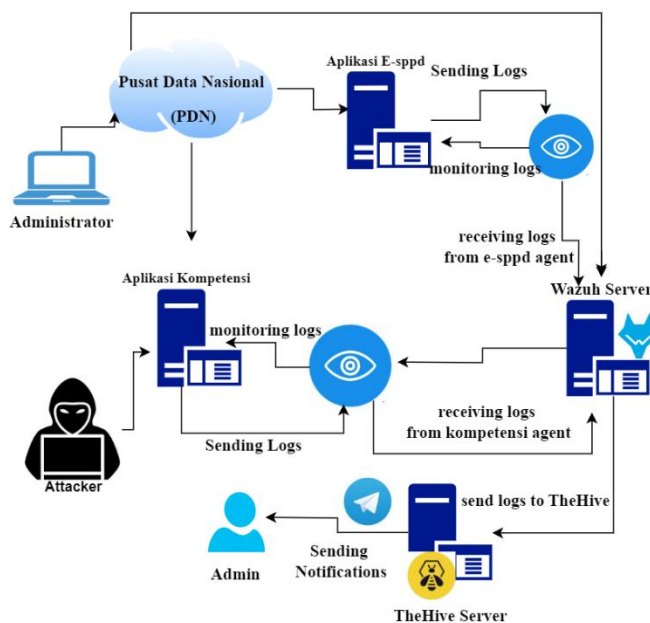 Aplikasi E-sppd
Sending Logs
Pusat Data Nasional
(PDN)
monitoring logs
Administrator
receiving logs
from e-sppd agent
Aplikasi Kompetensi
Wazuh Server
monitoring logs
receiving logs
from kompetensi agent
Sending Logs
Attacker
send logs to TheHive
Sending
Notifications
Admin
TheHive Server